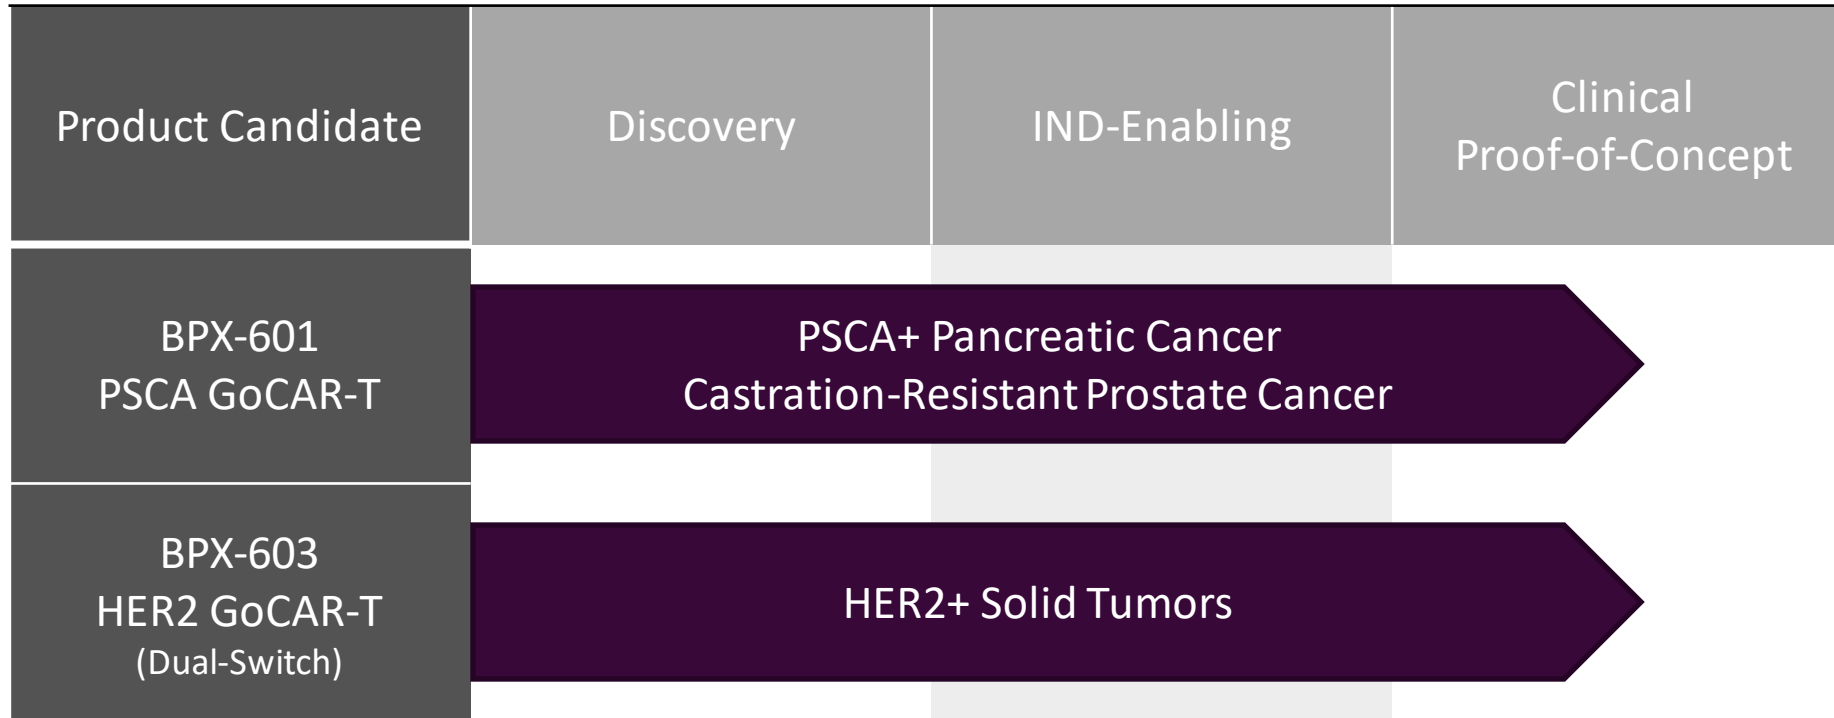 Product Candidate
Discovery
IND-Enabling
Clinical
Proof-of-Concept
BPX-601
PSCA GoCAR-T
PSCA+ Pancreatic Cancer
Castration-Resistant Prostate Cancer
BPX-603
HER2 GoCAR-T
(Dual-Switch)
HER2+ Solid Tumors